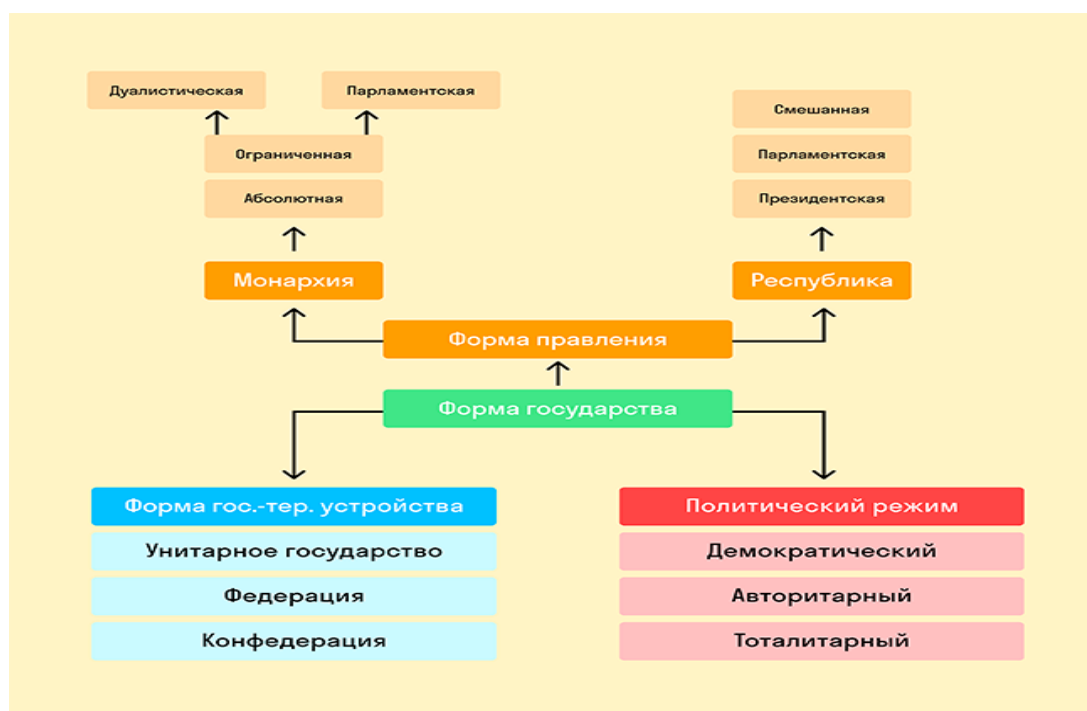 Дуалистическая
Парламентская
Ограниченная
Абсолютная
Монархия
Смешанная
Парламентская
Президентская
Республика
Форма правления
Форма государства
Форма гос.-тер. устройства
Унитарное государство
Федерация
Конфедерация
Политический режим
Демократический
Авторитарный
Тоталитарный